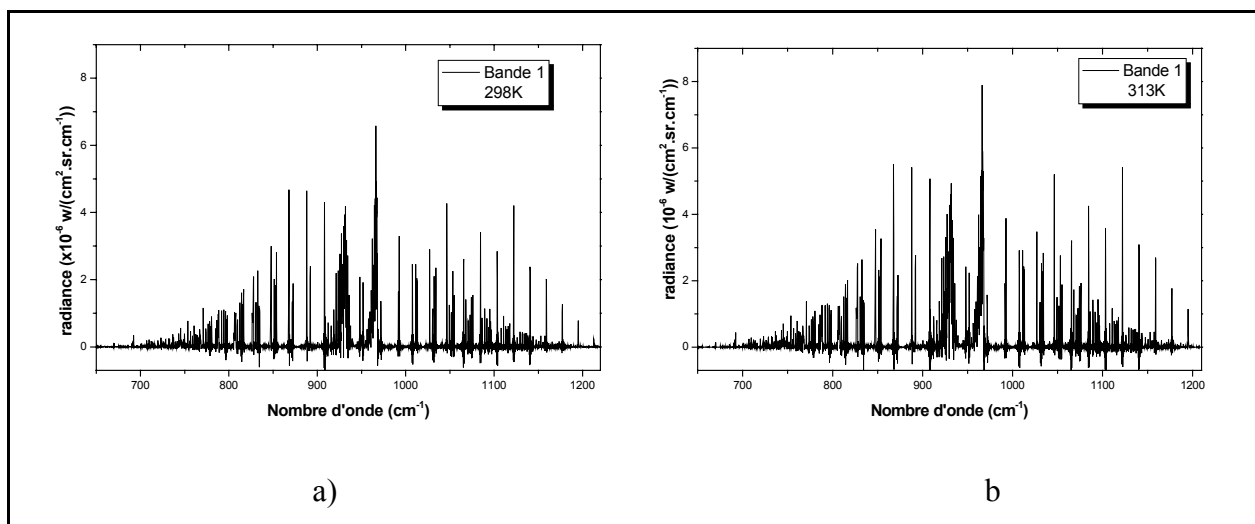 Bande 1
298K
radiance (x10⁻⁶ w/(cm².sr.cm⁻¹))
8
6
4
2
0
700 800 900 1000 1100 1200
Nombre d'onde (cm⁻¹)
a)
Bande 1
313K
radiance (10⁻⁶ w/(cm².sr.cm⁻¹))
8
6
4
2
0
700 800 900 1000 1100 1200
Nombre d'onde (cm⁻¹)
b